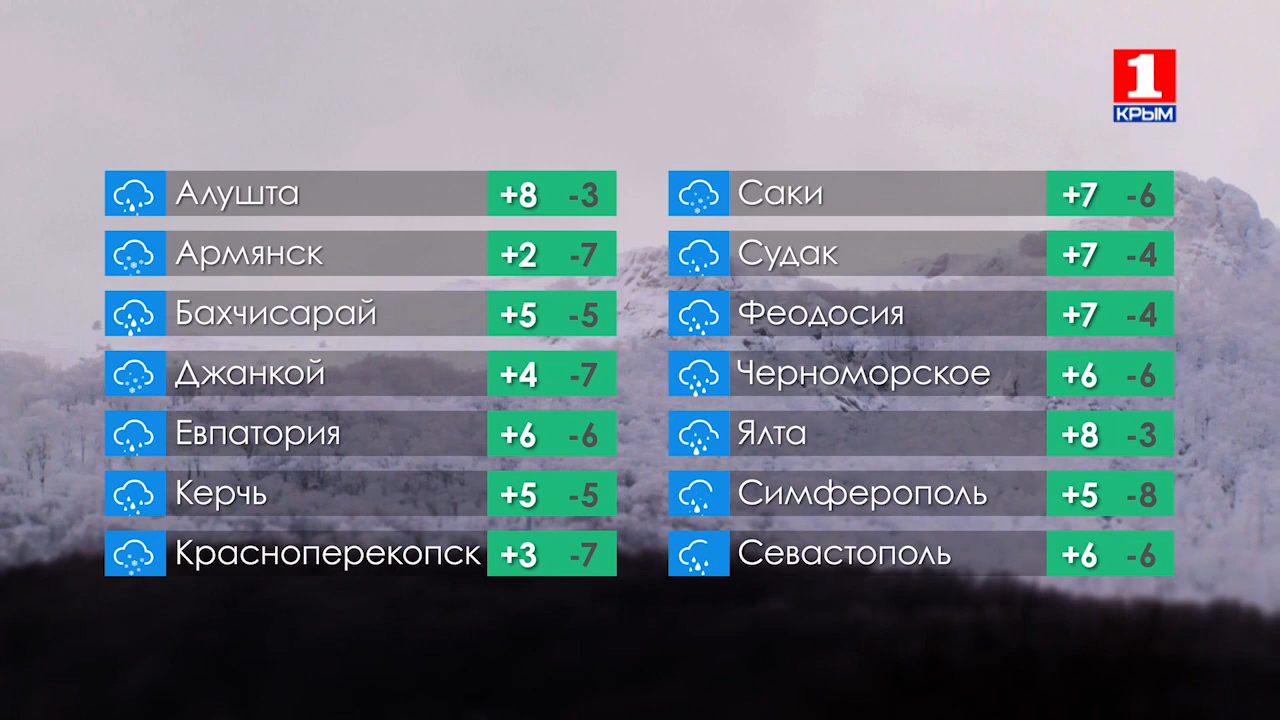 1
КРЫМ
Алушта +8 -3
Армянск +2 -7
Бахчисарай +5 -5
Джанкой +4 -7
Евпатория +6 -6
Керчь +5 -5
Красноперекопск +3 -7
Саки +7 -6
Судак +7 -4
Феодосия +7 -4
Черноморское +6 -6
Ялта +8 -3
Симферополь +5 -8
Севастополь +6 -6